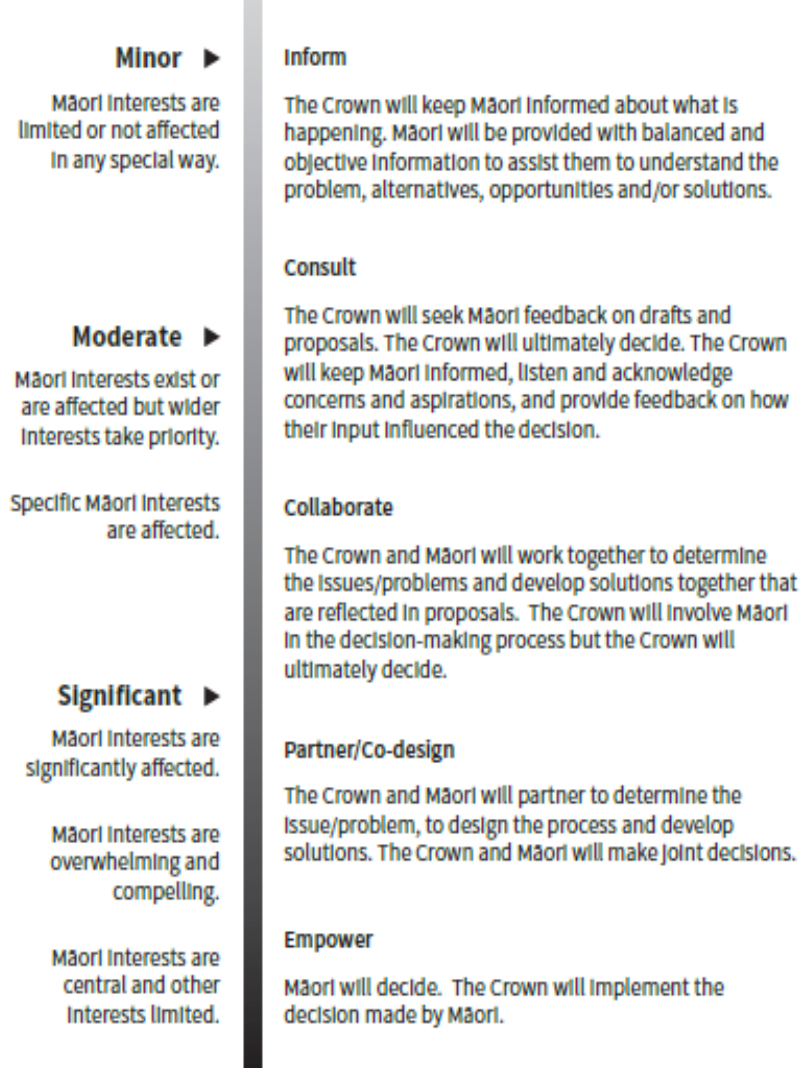 Minor ▶
Māori Interests are
limited or not affected
in any special way.
Moderate ▶
Māori Interests exist or
are affected but wider
interests take priority.
Specific Māori Interests
are affected.
Significant ▶
Māori Interests are
significantly affected.
Māori Interests are
overwhelming and
compelling.
Māori Interests are
central and other
Interests limited.
Inform
The Crown will keep Māori informed about what is
happening. Māori will be provided with balanced and
objective information to assist them to understand the
problem, alternatives, opportunities and/or solutions.
Consult
The Crown will seek Māori feedback on drafts and
proposals. The Crown will ultimately decide. The Crown
will keep Māori informed, listen and acknowledge
concerns and aspirations, and provide feedback on how
their input influenced the decision.
Collaborate
The Crown and Māori will work together to determine
the issues/problems and develop solutions together that
are reflected in proposals.  The Crown will involve Māori
in the decision-making process but the Crown will
ultimately decide.
Partner/Co-design
The Crown and Māori will partner to determine the
issue/problem, to design the process and develop
solutions. The Crown and Māori will make joint decisions.
Empower
Māori will decide.  The Crown will implement the
decision made by Māori.